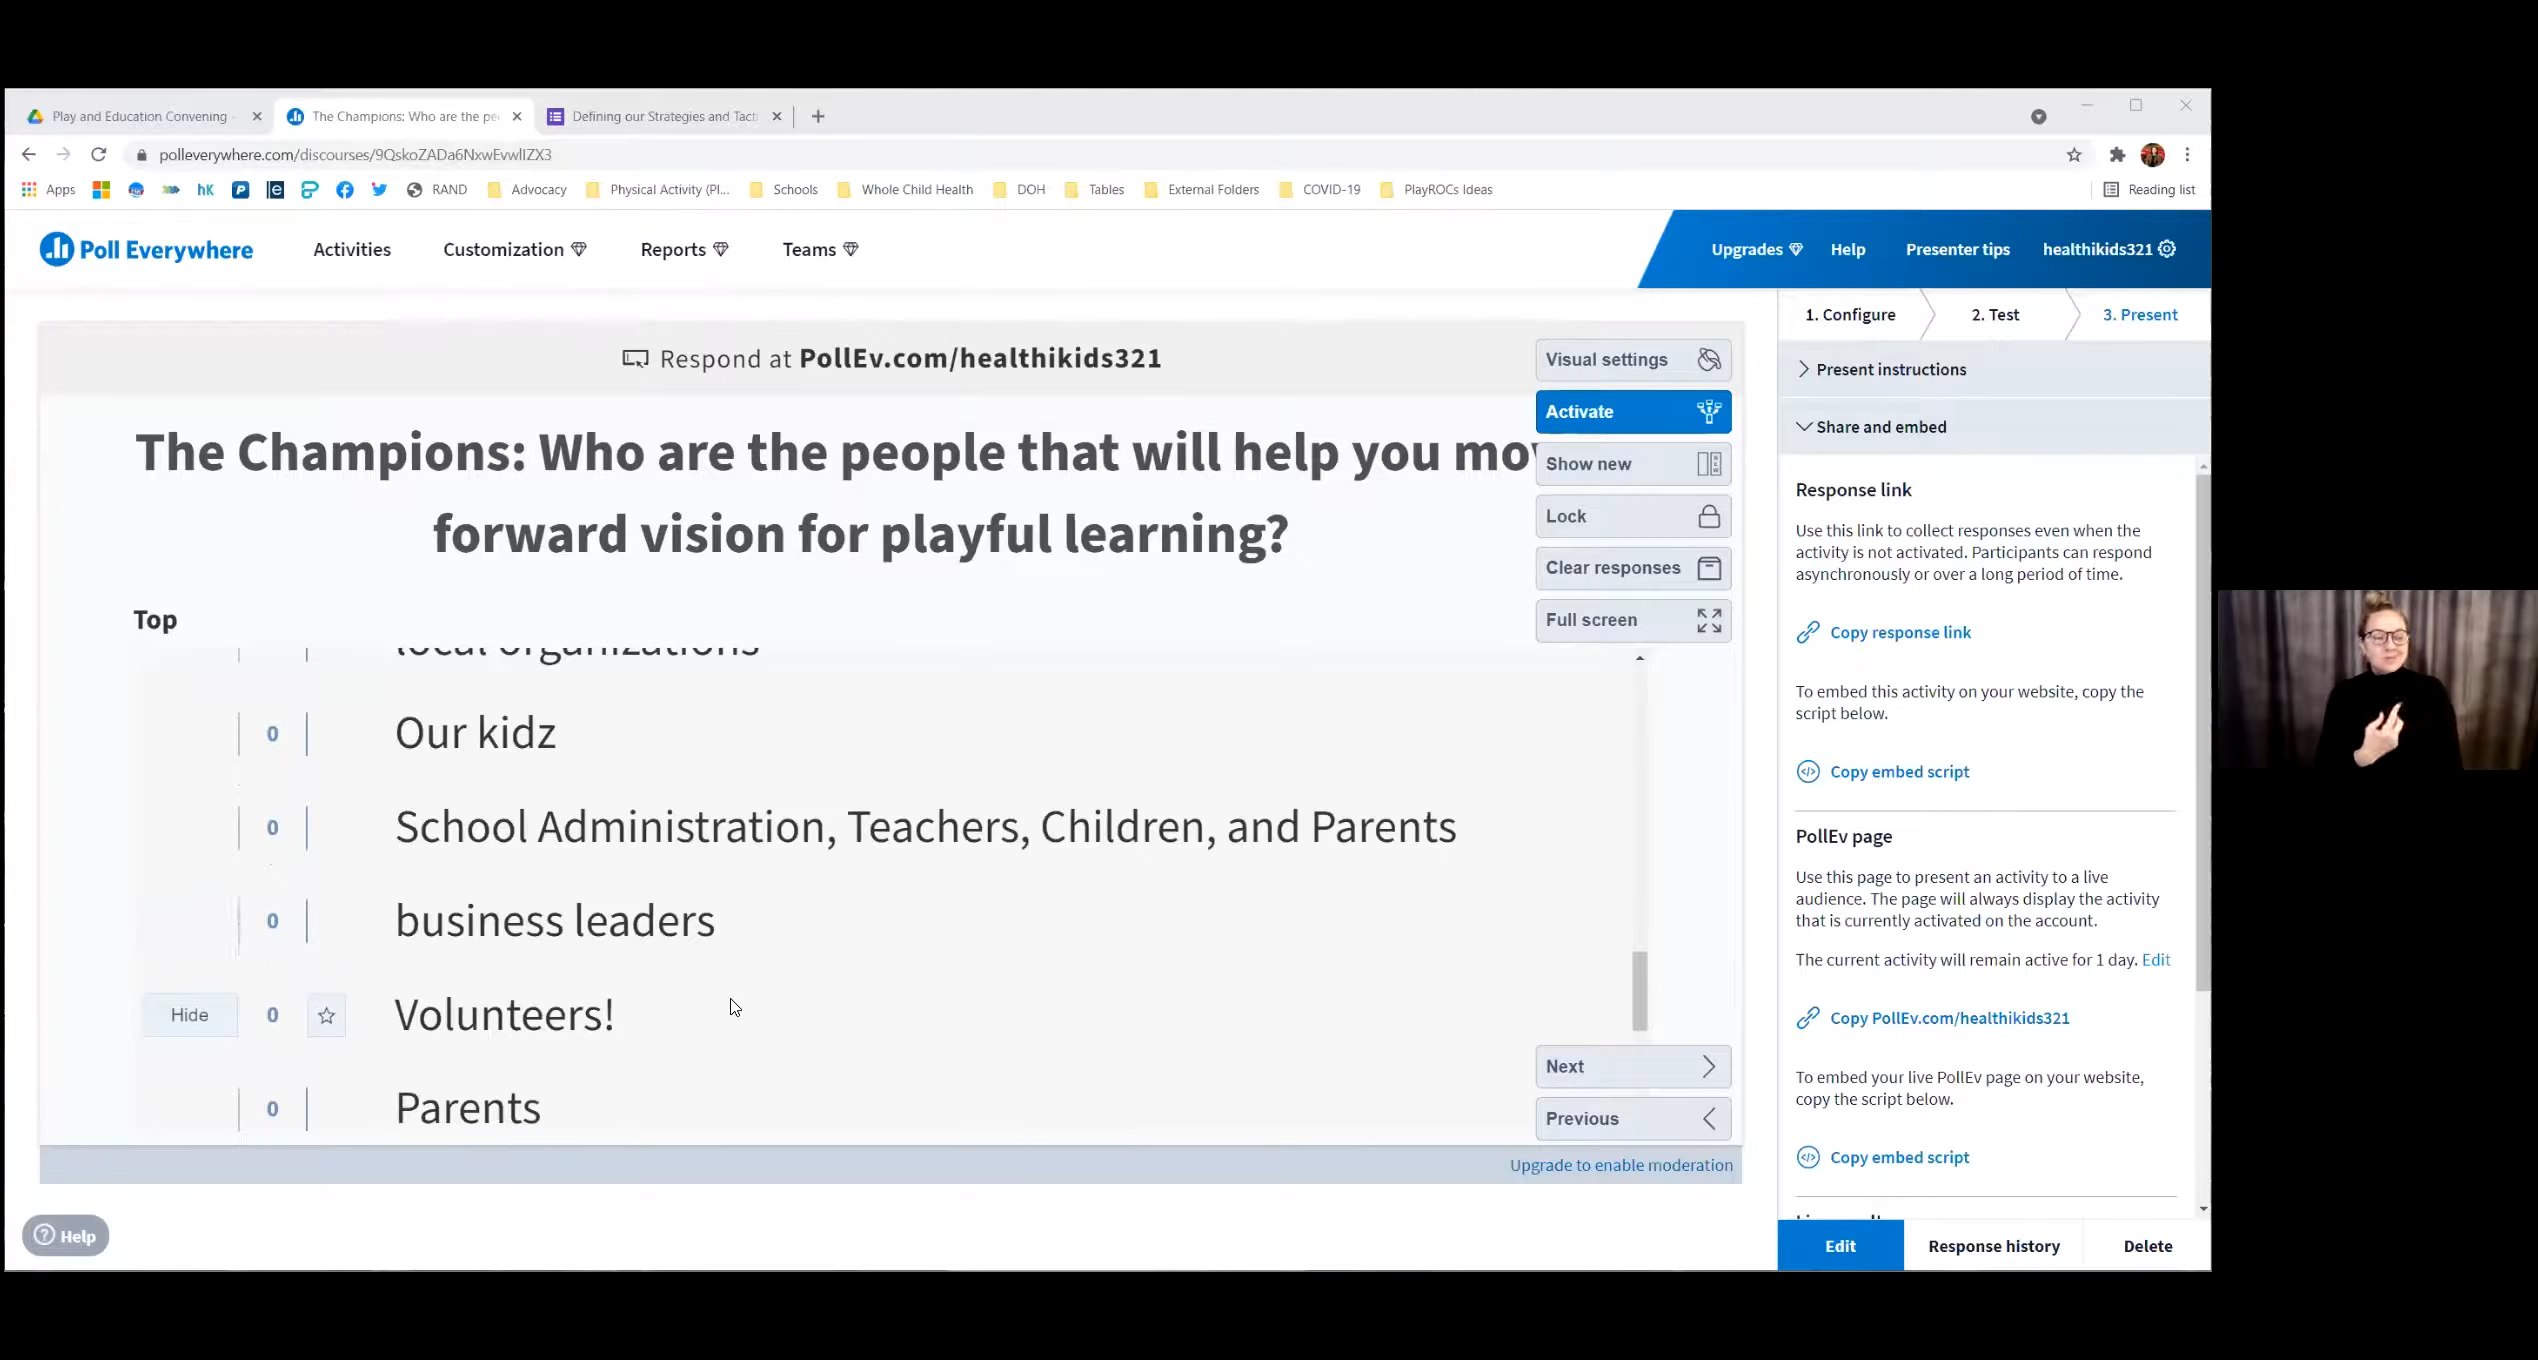 Play and Education Convening -
The Champions: Who are the pe
Defining our Strategies and Tact
polleverywhere.com/discourses/9QskoZADa6NxwEvwlIZX3
Apps
hk
RAND
Advocacy
Physical Activity (Pl...
Schools
Whole Child Health
DOH
Tables
External Folders
COVID-19
PlayROCs Ideas
Reading list
Poll Everywhere
Activities
Customization
Reports
Teams
Upgrades
Help
Presenter tips
healthikids321
1. Configure
2. Test
3. Present
Respond at PollEv.com/healthikids321
The Champions: Who are the people that will help you mov
forward vision for playful learning?
Top
local organizations
0 Our kidz
0 School Administration, Teachers, Children, and Parents
0 business leaders
Hide 0 Volunteers!
0 Parents
Visual settings
Activate
Show new
Lock
Clear responses
Full screen
Next
Previous
Upgrade to enable moderation
Help
Present instructions
Share and embed
Response link
Use this link to collect responses even when the
activity is not activated. Participants can respond
asynchronously or over a long period of time.
Copy response link
To embed this activity on your website, copy the
script below.
Copy embed script
PollEv page
Use this page to present an activity to a live
audience. The page will always display the activity
that is currently activated on the account.
The current activity will remain active for 1 day. Edit
Copy PollEv.com/healthikids321
To embed your live PollEv page on your website,
copy the script below.
Copy embed script
Edit
Response history
Delete